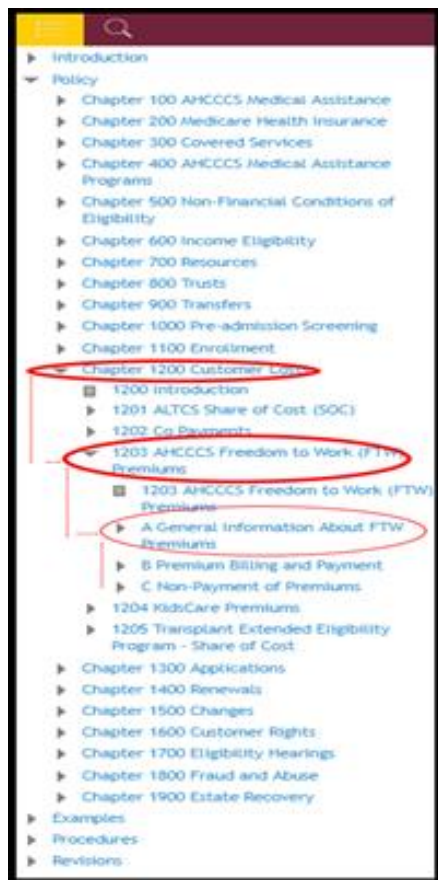 Introduction
Policy
Chapter 100 AHCCCS Medical Assistance
Chapter 200 Medicare Health Insurance
Chapter 300 Covered Services
Chapter 400 AHCCCS Medical Assistance
Programs
Chapter 500 Non-Financial Conditions of
Eligibility
Chapter 600 Income Eligibility
Chapter 700 Resources
Chapter 800 Trusts
Chapter 900 Transfers
Chapter 1000 Pre-admission Screening
Chapter 1100 Enrollment
Chapter 1200 Customer Costs
1200 Introduction
1201 ALTCS Share of Cost (SOC)
1202 Co Payments
1203 AHCCCS Freedom to Work (FTW)
Premiums
1203 AHCCCS Freedom to Work (FTW)
Premiums
A General Information About FTW
Premiums
B Premium Billing and Payment
C Non-Payment of Premiums
1204 KidsCare Premiums
1205 Transplant Extended Eligibility
Program - Share of Cost
Chapter 1300 Applications
Chapter 1400 Renewals
Chapter 1500 Changes
Chapter 1600 Customer Rights
Chapter 1700 Eligibility Hearings
Chapter 1800 Fraud and Abuse
Chapter 1900 Estate Recovery
Examples
Procedures
Revisions